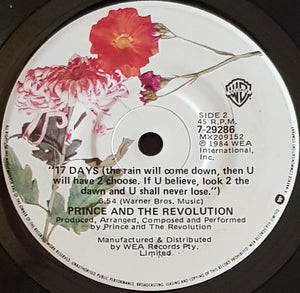 SIDE 2
45 R.P.M.
7-29286
MX209152
℗ 1984 WEA
International,
Inc.
"17 DAYS (the rain will come down, then U
will have 2 choose. If U believe, look 2 the
dawn and U shall never lose.")
3.54 (Warner Bros. Music)
PRINCE AND THE REVOLUTION
Produced, Arranged, Composed and Performed
by Prince and The Revolution
Manufactured & Distributed
by WEA Records Pty.
Limited